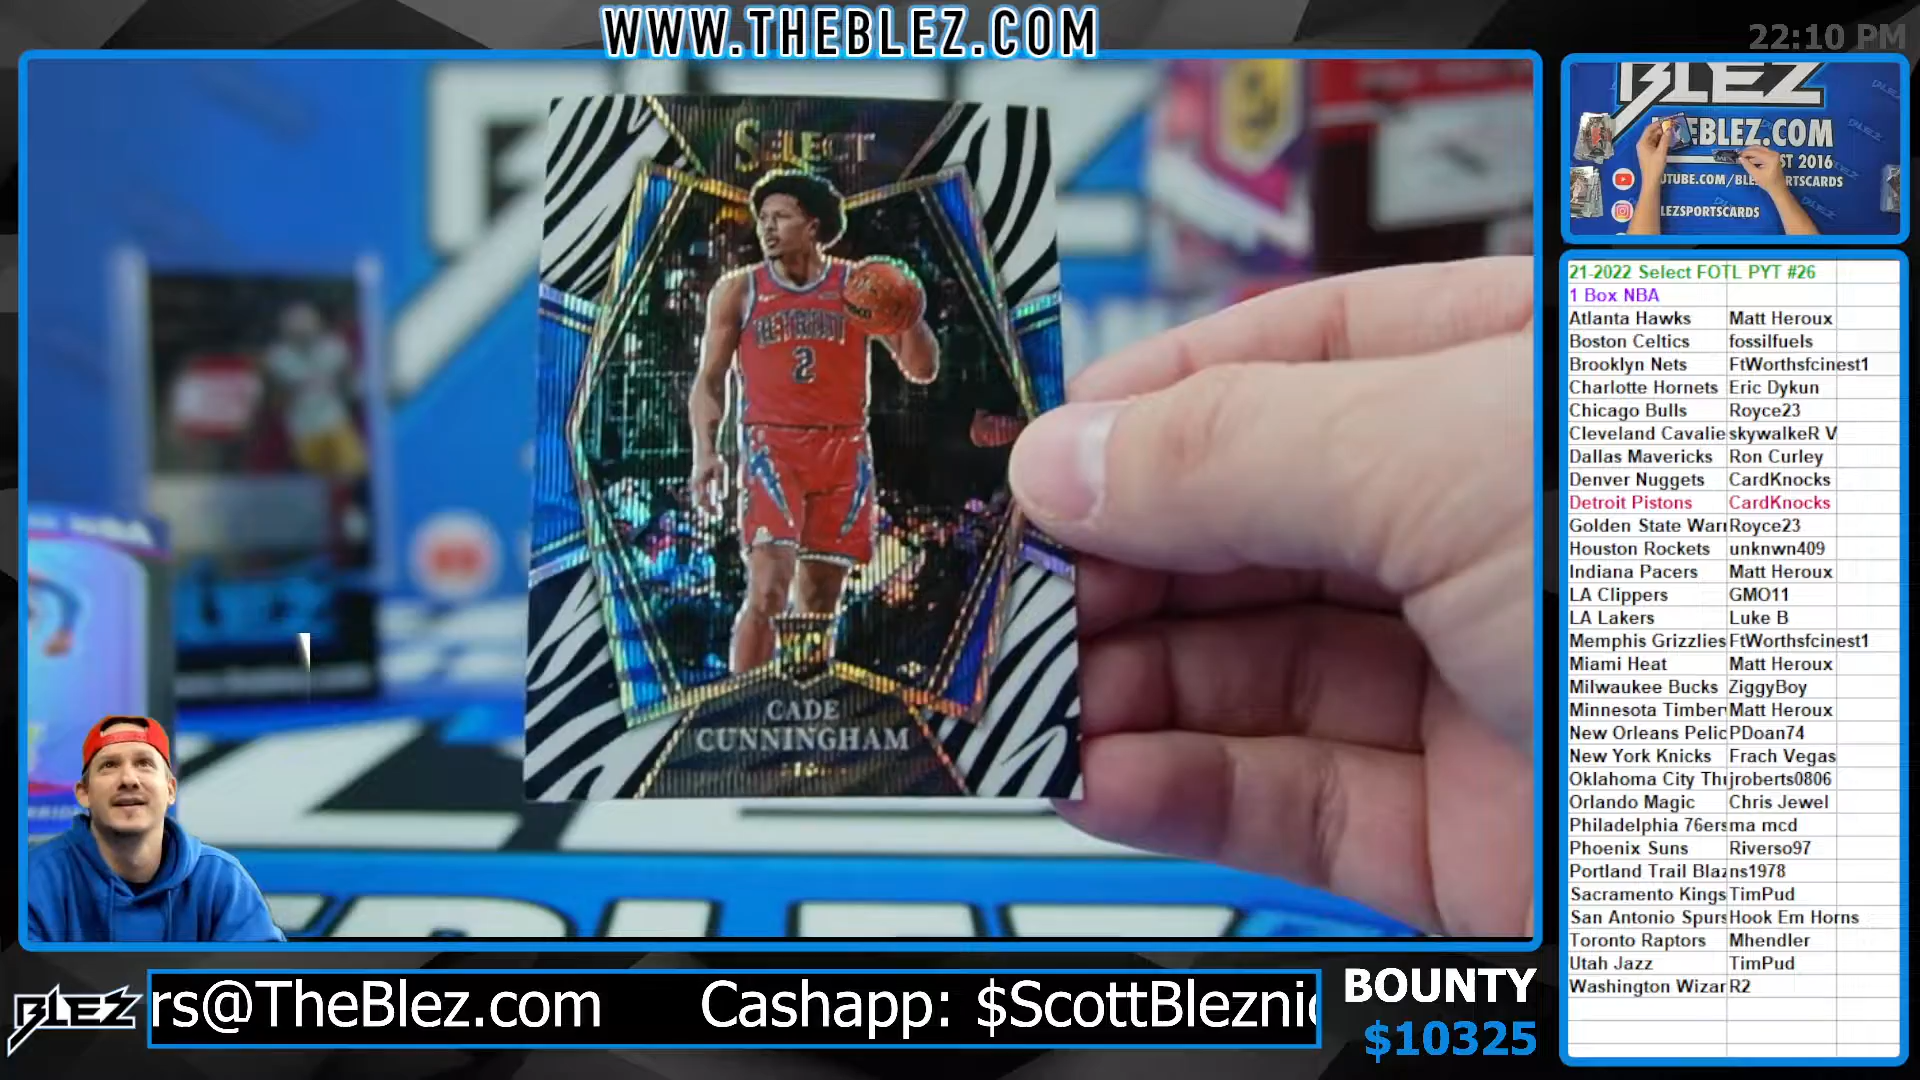 WWW.THEBLEZ.COM
22:10 PM
SELECT
DETROIT
2
CADE
CUNNINGHAM
BLEZ
THEBLEZ.COM
ST 2016
UTUBE.COM/BLE
RTSCARDS
LEZSPORTSCARDS
21-2022 Select FOTL PYT #26
1 Box NBA
Atlanta Hawks Matt Heroux
Boston Celtics fossilfuels
Brooklyn Nets FtWorthsfcinest1
Charlotte Hornets Eric Dykun
Chicago Bulls Royce23
Cleveland Cavalie skywalkeR V
Dallas Mavericks Ron Curley
Denver Nuggets CardKnocks
Detroit Pistons CardKnocks
Golden State Warr Royce23
Houston Rockets unknwn409
Indiana Pacers Matt Heroux
LA Clippers GMO11
LA Lakers Luke B
Memphis Grizzlies FtWorthsfcinest1
Miami Heat Matt Heroux
Milwaukee Bucks ZiggyBoy
Minnesota Timber Matt Heroux
New Orleans Pelic PDoan74
New York Knicks Frach Vegas
Oklahoma City Thu jroberts0806
Orlando Magic Chris Jewel
Philadelphia 76ers ma mcd
Phoenix Suns Riverso97
Portland Trail Blaz ns1978
Sacramento Kings TimPud
San Antonio Spurs Hook Em Horns
Toronto Raptors Mhendler
Utah Jazz TimPud
Washington Wizar R2
BLEZ
rs@TheBlez.com Cashapp: $ScottBleznic
BOUNTY
$10325